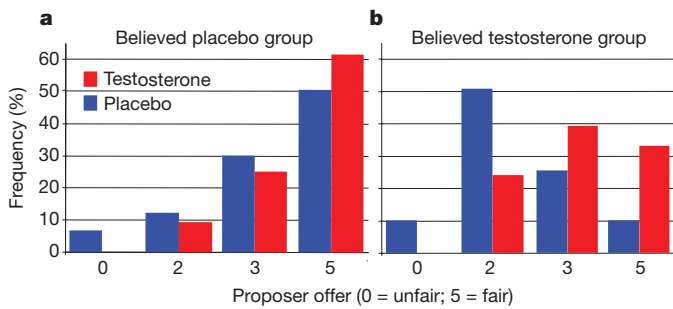 a
Believed placebo group
b
Believed testosterone group
Frequency (%)
60
50
40
30
20
10
0
Testosterone
Placebo
0 2 3 5
0 2 3 5
Proposer offer (0 = unfair; 5 = fair)